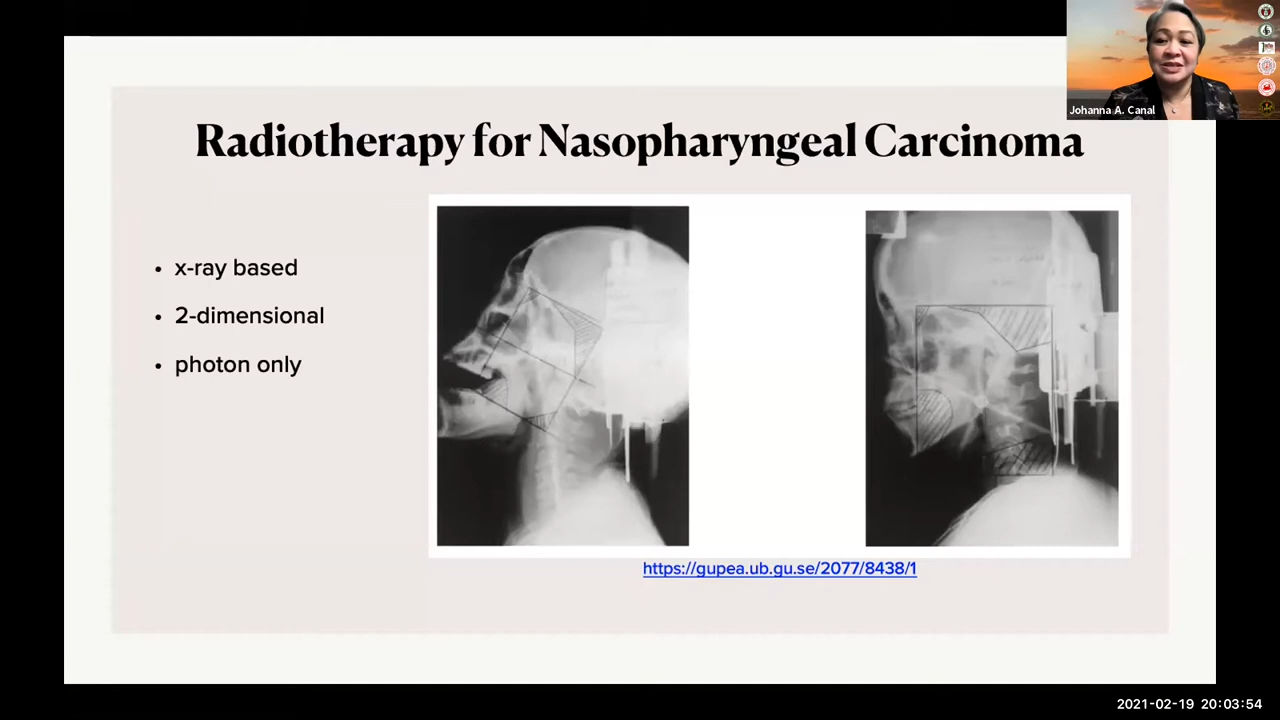 Johanna A. Canal
Radiotherapy for Nasopharyngeal Carcinoma
• x-ray based
• 2-dimensional
• photon only
https://gupea.ub.gu.se/2077/8438/1
2021-02-19 20:03:54